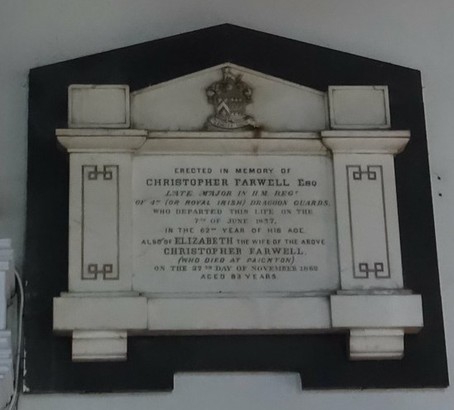 ERECTED IN MEMORY OF
CHRISTOPHER FARWELL ESQ
LATE MAJOR IN H.M. REGT
OF 4TH (OR ROYAL IRISH) DRAGOON GUARDS.
WHO DEPARTED THIS LIFE ON THE
7TH OF JUNE 1857,
IN THE 62ND YEAR OF HIS AGE.
ALSO OF ELIZABETH THE WIFE OF THE ABOVE
CHRISTOPHER FARWELL
(WHO DIED AT PAIGNTON)
ON THE 27TH DAY OF NOVEMBER
AGED 83 YEARS.